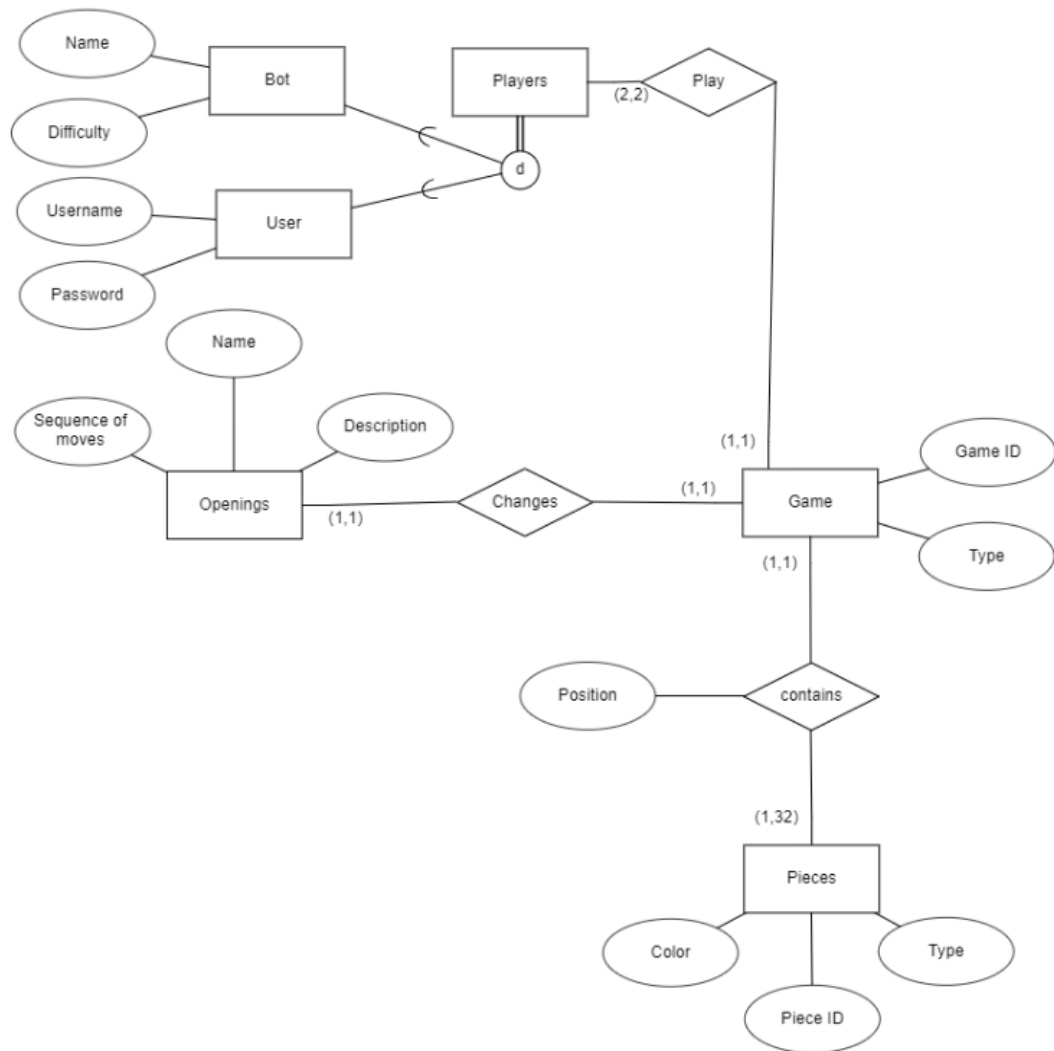 Name
Bot
Players
Play
(2,2)
Difficulty
d
Username
User
Password
Name
Sequence of
moves
Description
(1,1)
Game ID
Openings
Changes
(1,1)
(1,1)
Game
(1,1)
Type
Position
contains
(1,32)
Pieces
Color
Type
Piece ID